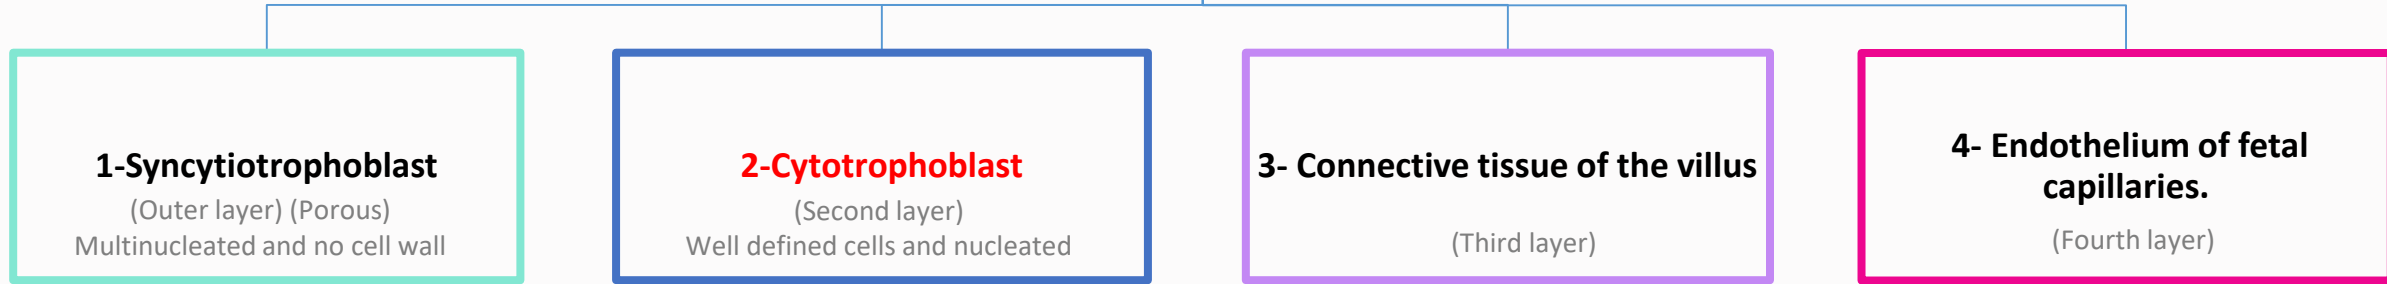 1-Syncytiotrophoblast
(Outer layer) (Porous)
Multinucleated and no cell wall
2-Cytotrophoblast
(Second layer)
Well defined cells and nucleated
3- Connective tissue of the villus
(Third layer)
4- Endothelium of fetal
capillaries.
(Fourth layer)